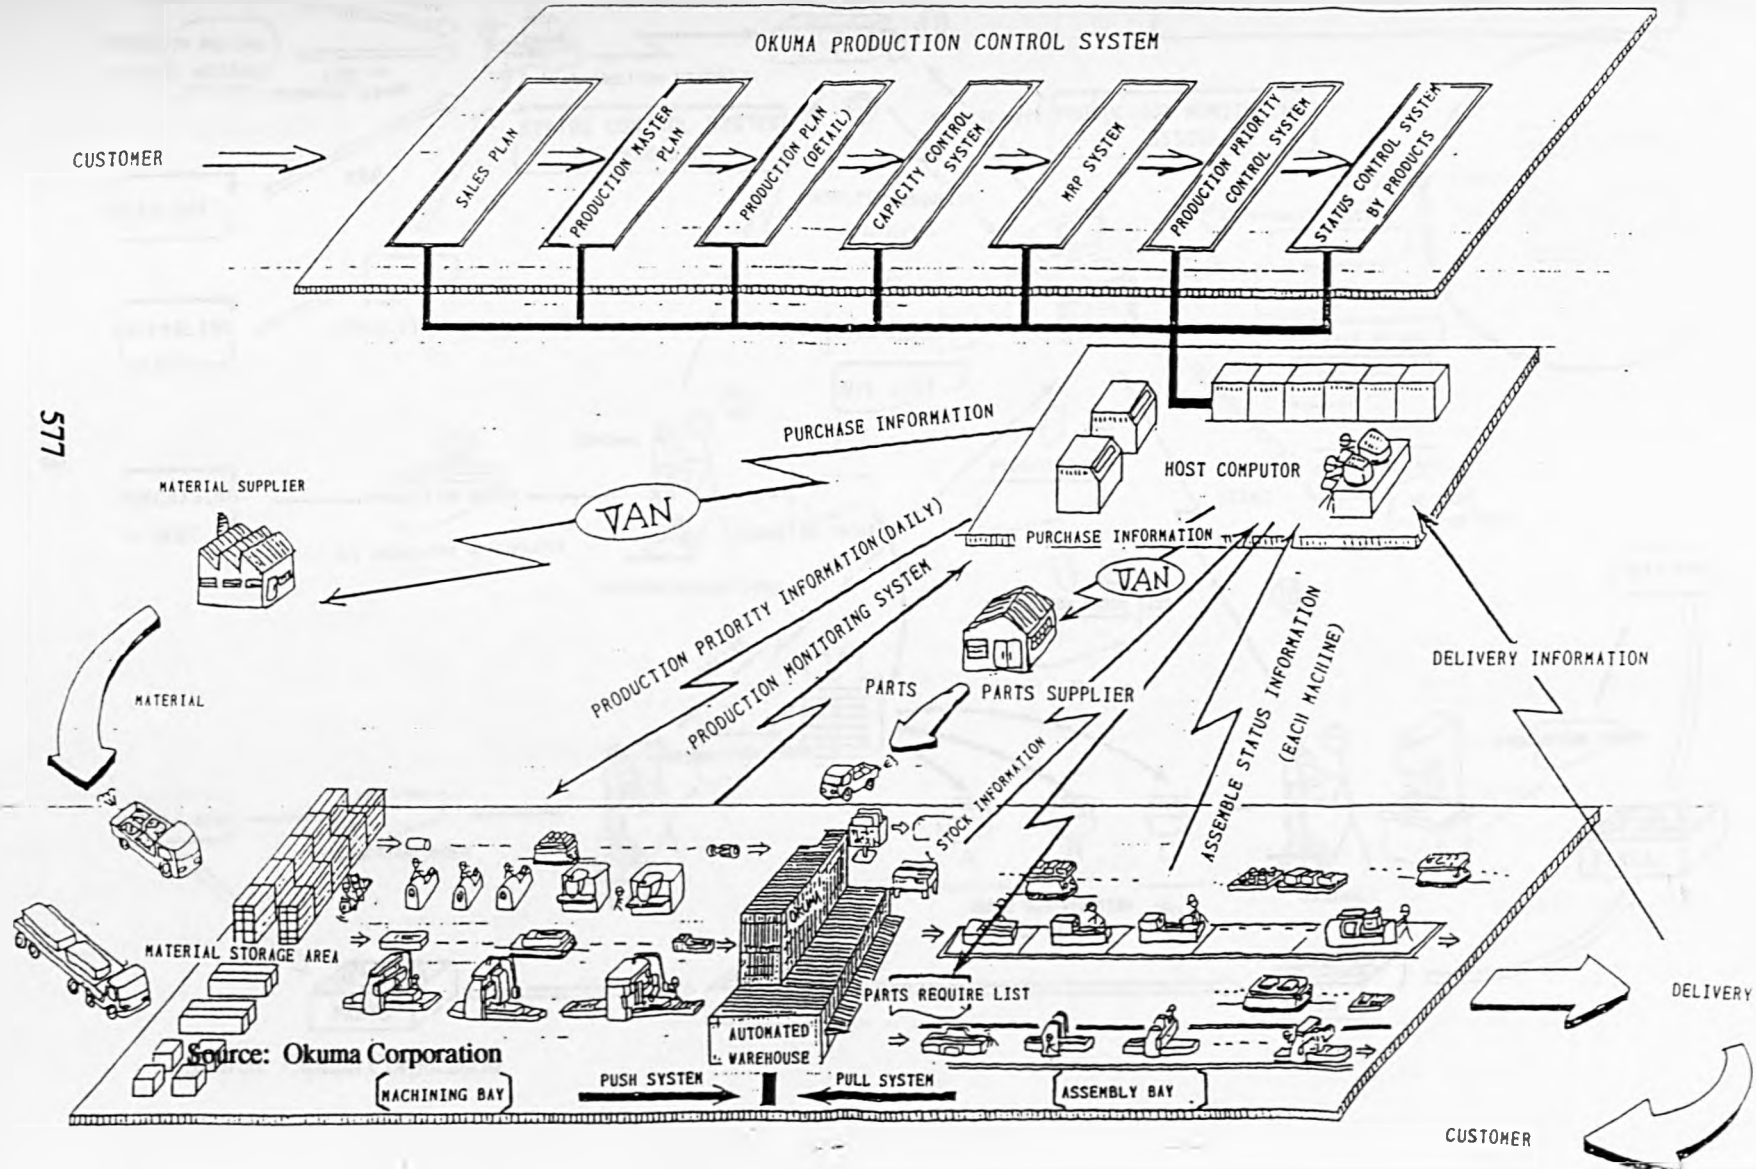 OKUMA PRODUCTION CONTROL SYSTEM
CUSTOMER
SALES PLAN
PRODUCTION MASTER
PLAN
PRODUCTION PLAN
(DETAIL)
CAPACITY CONTROL
SYSTEM
MRP SYSTEM
PRODUCTION PRIORITY
CONTROL SYSTEM
STATUS CONTROL SYSTEM
BY PRODUCTS
577
PURCHASE INFORMATION
HOST COMPUTOR
MATERIAL SUPPLIER
VAN
PURCHASE INFORMATION
VAN
PRODUCTION PRIORITY INFORMATION(DAILY)
PRODUCTION MONITORING SYSTEM
ASSEMBLE STATUS INFORMATION
(EACH MACHINE)
DELIVERY INFORMATION
MATERIAL
PARTS
PARTS SUPPLIER
STOCK INFORMATION
OKUMA
MATERIAL STORAGE AREA
PARTS REQUIRE LIST
DELIVERY
AUTOMATED
WAREHOUSE
Source: Okuma Corporation
MACHINING BAY
PUSH SYSTEM
PULL SYSTEM
ASSEMBLY BAY
CUSTOMER